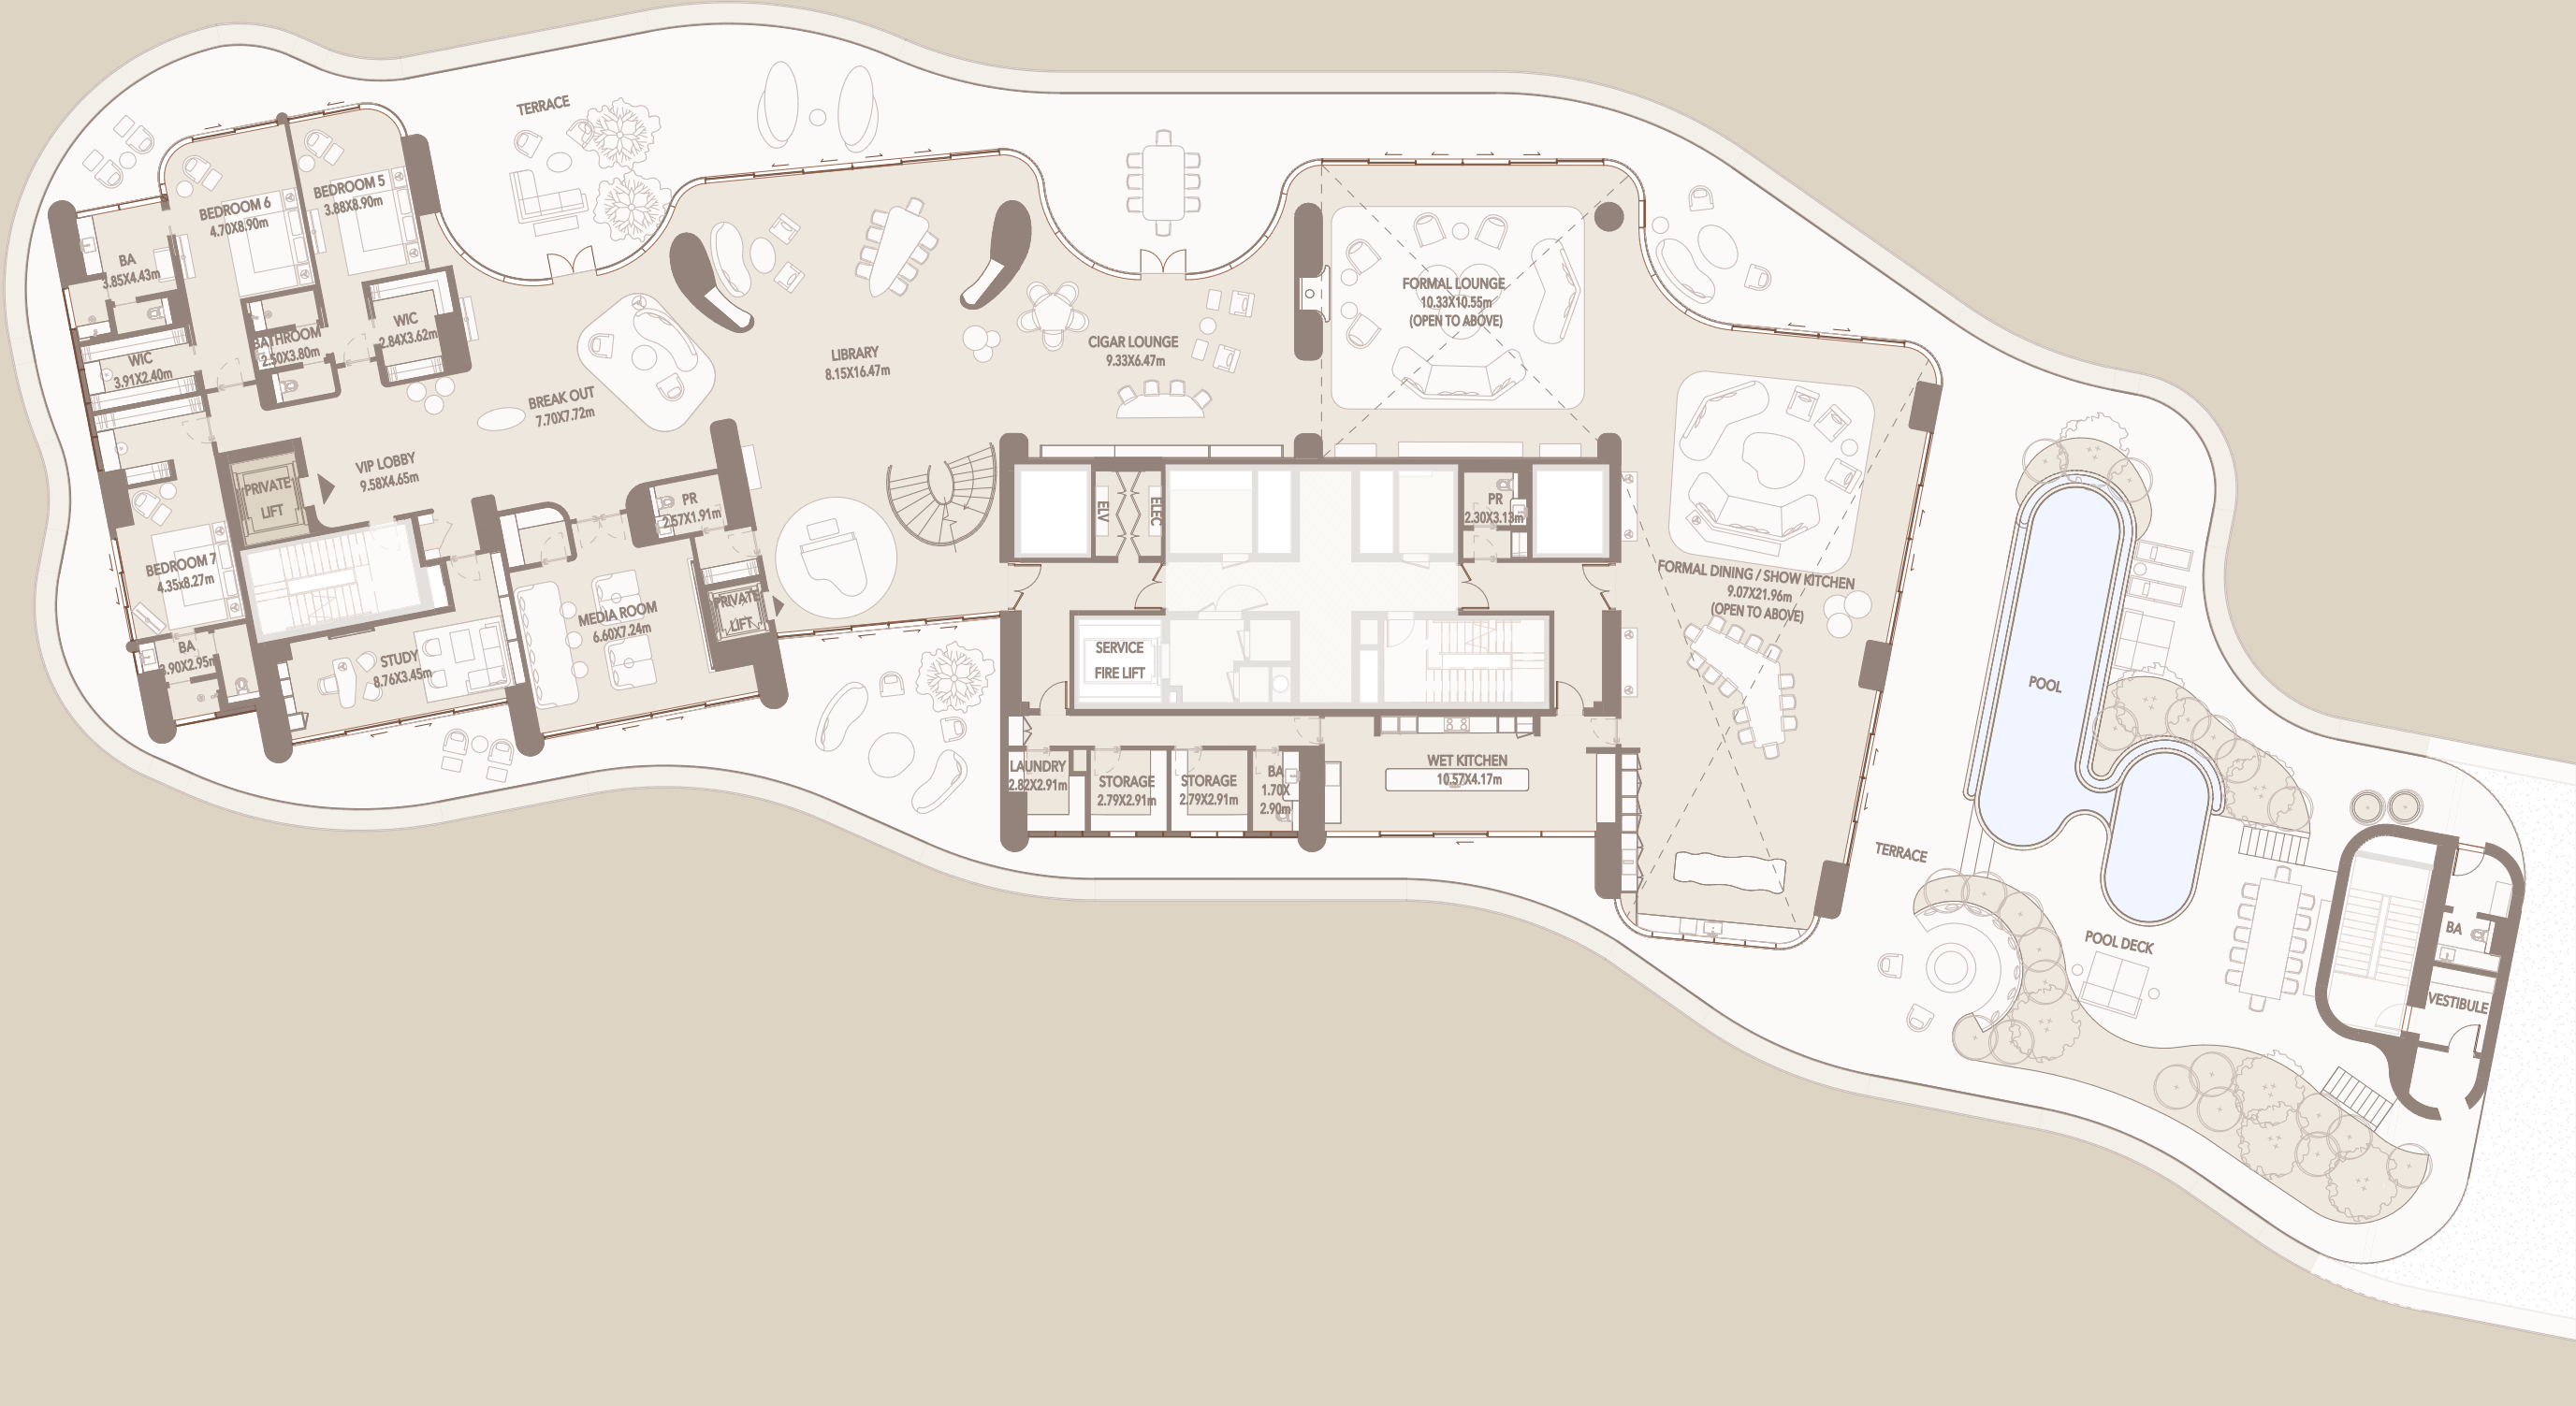 TERRACE
BEDROOM 5
3.88X8.90m
BEDROOM 6
4.70X8.90m
BA
3.85X4.43m
BATHROOM
2.50X3.80m
WIC
2.84X3.62m
WIC
3.91X2.40m
BREAK OUT
7.70X7.72m
LIBRARY
8.15X16.47m
CIGAR LOUNGE
9.33X6.47m
FORMAL LOUNGE
10.33X10.55m
(OPEN TO ABOVE)
VIP LOBBY
9.58X4.65m
PRIVATE
LIFT
PR
2.57X1.91m
ELV
ELEC
PR
2.30X3.13m
BEDROOM 7
4.35x8.27m
MEDIA ROOM
6.60X7.24m
PRIVATE
LIFT
FORMAL DINING / SHOW KITCHEN
9.07X21.96m
(OPEN TO ABOVE)
BA
3.90X2.95m
STUDY
8.76X3.45m
SERVICE
FIRE LIFT
POOL
LAUNDRY
2.82X2.91m
STORAGE
2.79X2.91m
STORAGE
2.79X2.91m
BA
1.70X
2.90m
WET KITCHEN
10.57X4.17m
TERRACE
POOL DECK
BA
VESTIBULE